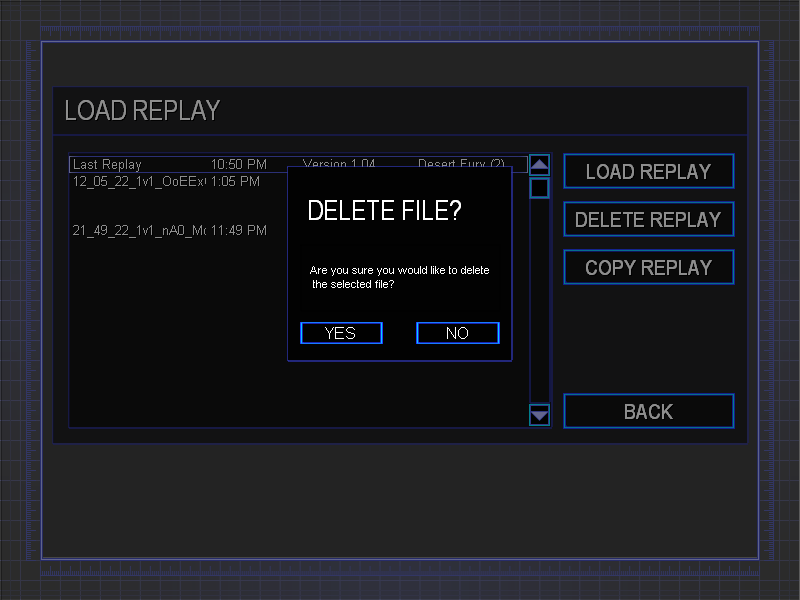 LOAD REPLAY
Last Replay 10:50 PM Version 1.04 Desert Fury (2)
12_05_22_1v1_OoEEx 1:05 PM
21_49_22_1v1_nA0_Mc 11:49 PM
DELETE FILE?
Are you sure you would like to delete
the selected file?
YES NO
LOAD REPLAY
DELETE REPLAY
COPY REPLAY
BACK